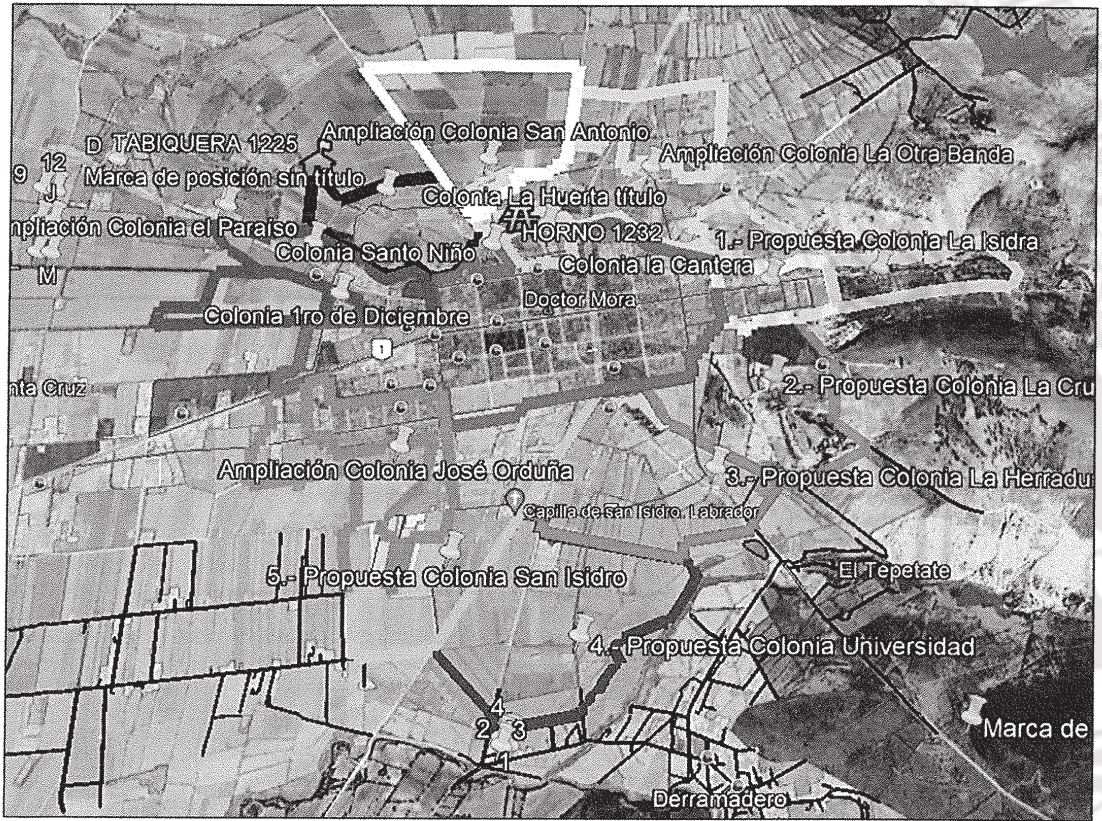 Ampliación Colonia San Antonio
D TABIQUERA 1225
Ampliación Colonia La Otra Banda
12
9
Marca de posición sin título
J
Colonia La Huerta título
mpliación Colonia el Paraíso
HORNO 1232
1.- Propuesta Colonia La Isidra
Colonia Santo Niño
Colonia la Cantera
M
Doctor Mora
Colonia 1ro de Diciembre
1
nta Cruz
2.- Propuesta Colonia La Cru
Ampliación Colonia José Orduña
3.- Propuesta Colonia La Herradu
Capilla de san Isidro. Labrador
5.- Propuesta Colonia San Isidro
El Tepetate
4.- Propuesta Colonia Universidad
4
2
3
1
Marca de
Derramadero